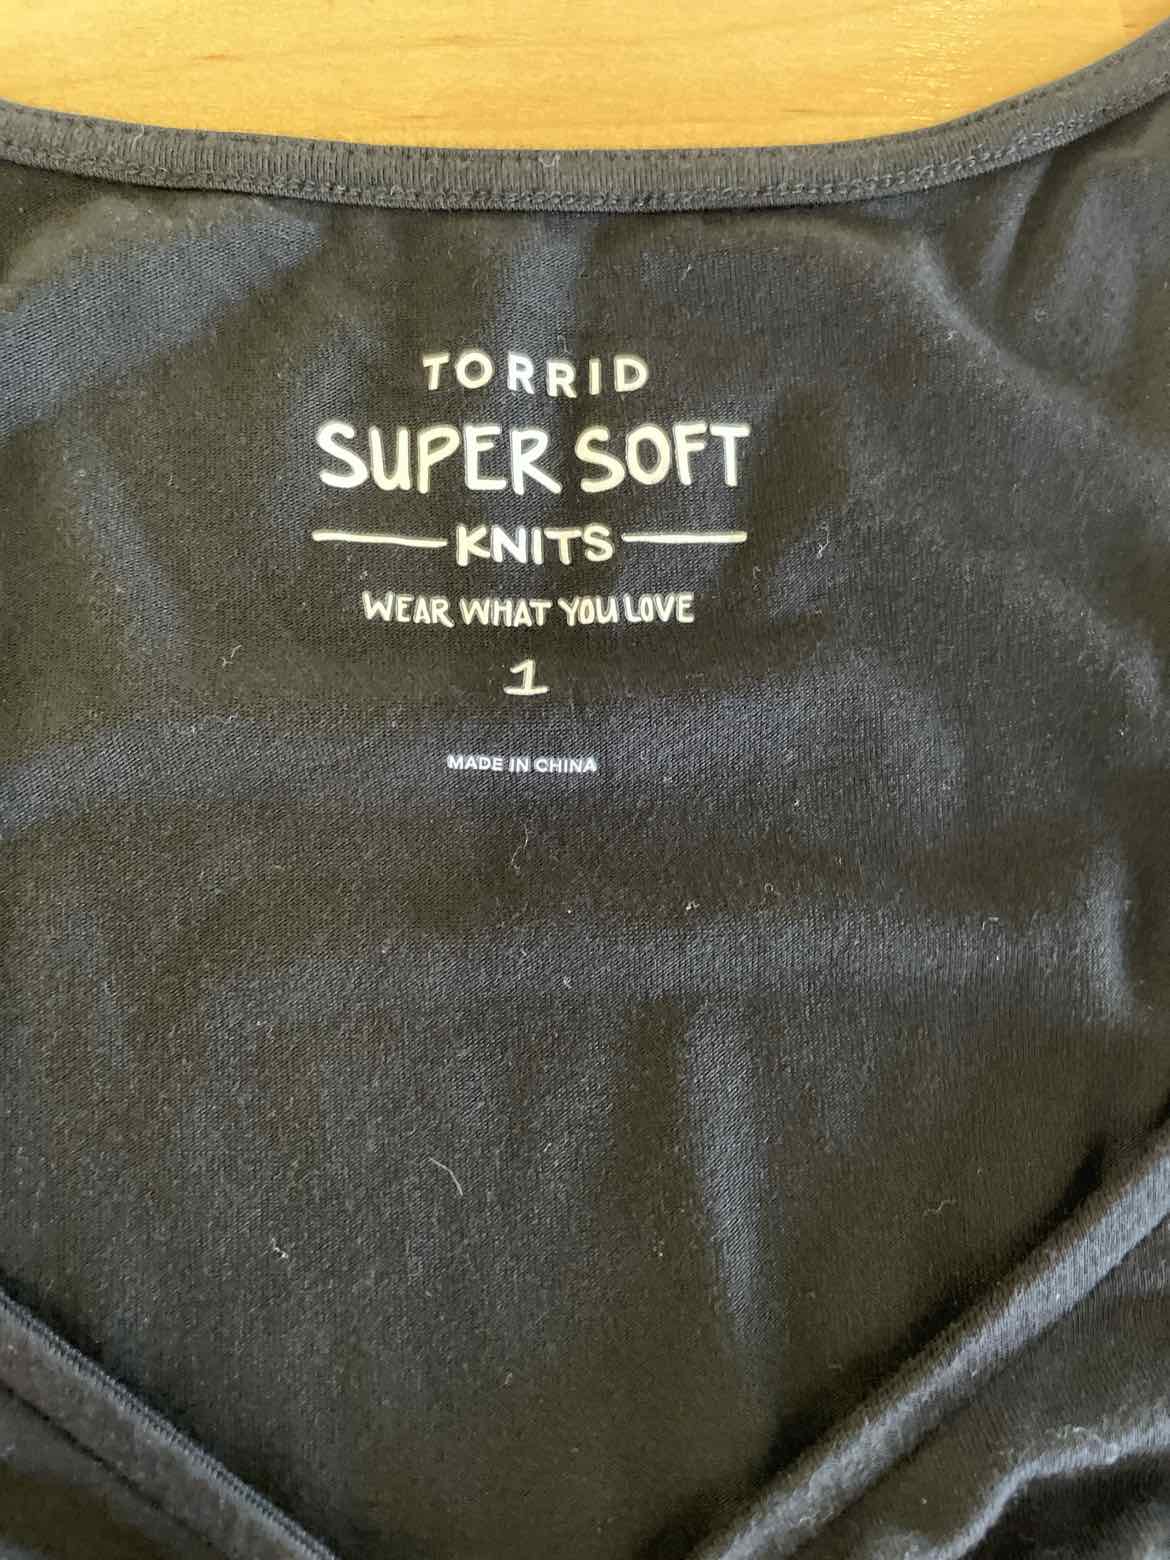 TORRID
SUPER SOFT
KNITS
WEAR WHAT YOU LOVE
1
MADE IN CHINA